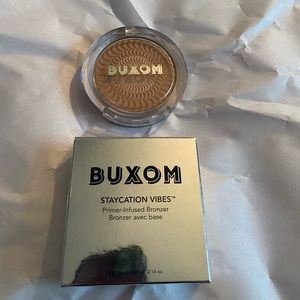 BUXOM
BUXOM
STAYCATION VIBES™
Primer-Infused Bronzer
Bronzer avec base
0.14 oz.